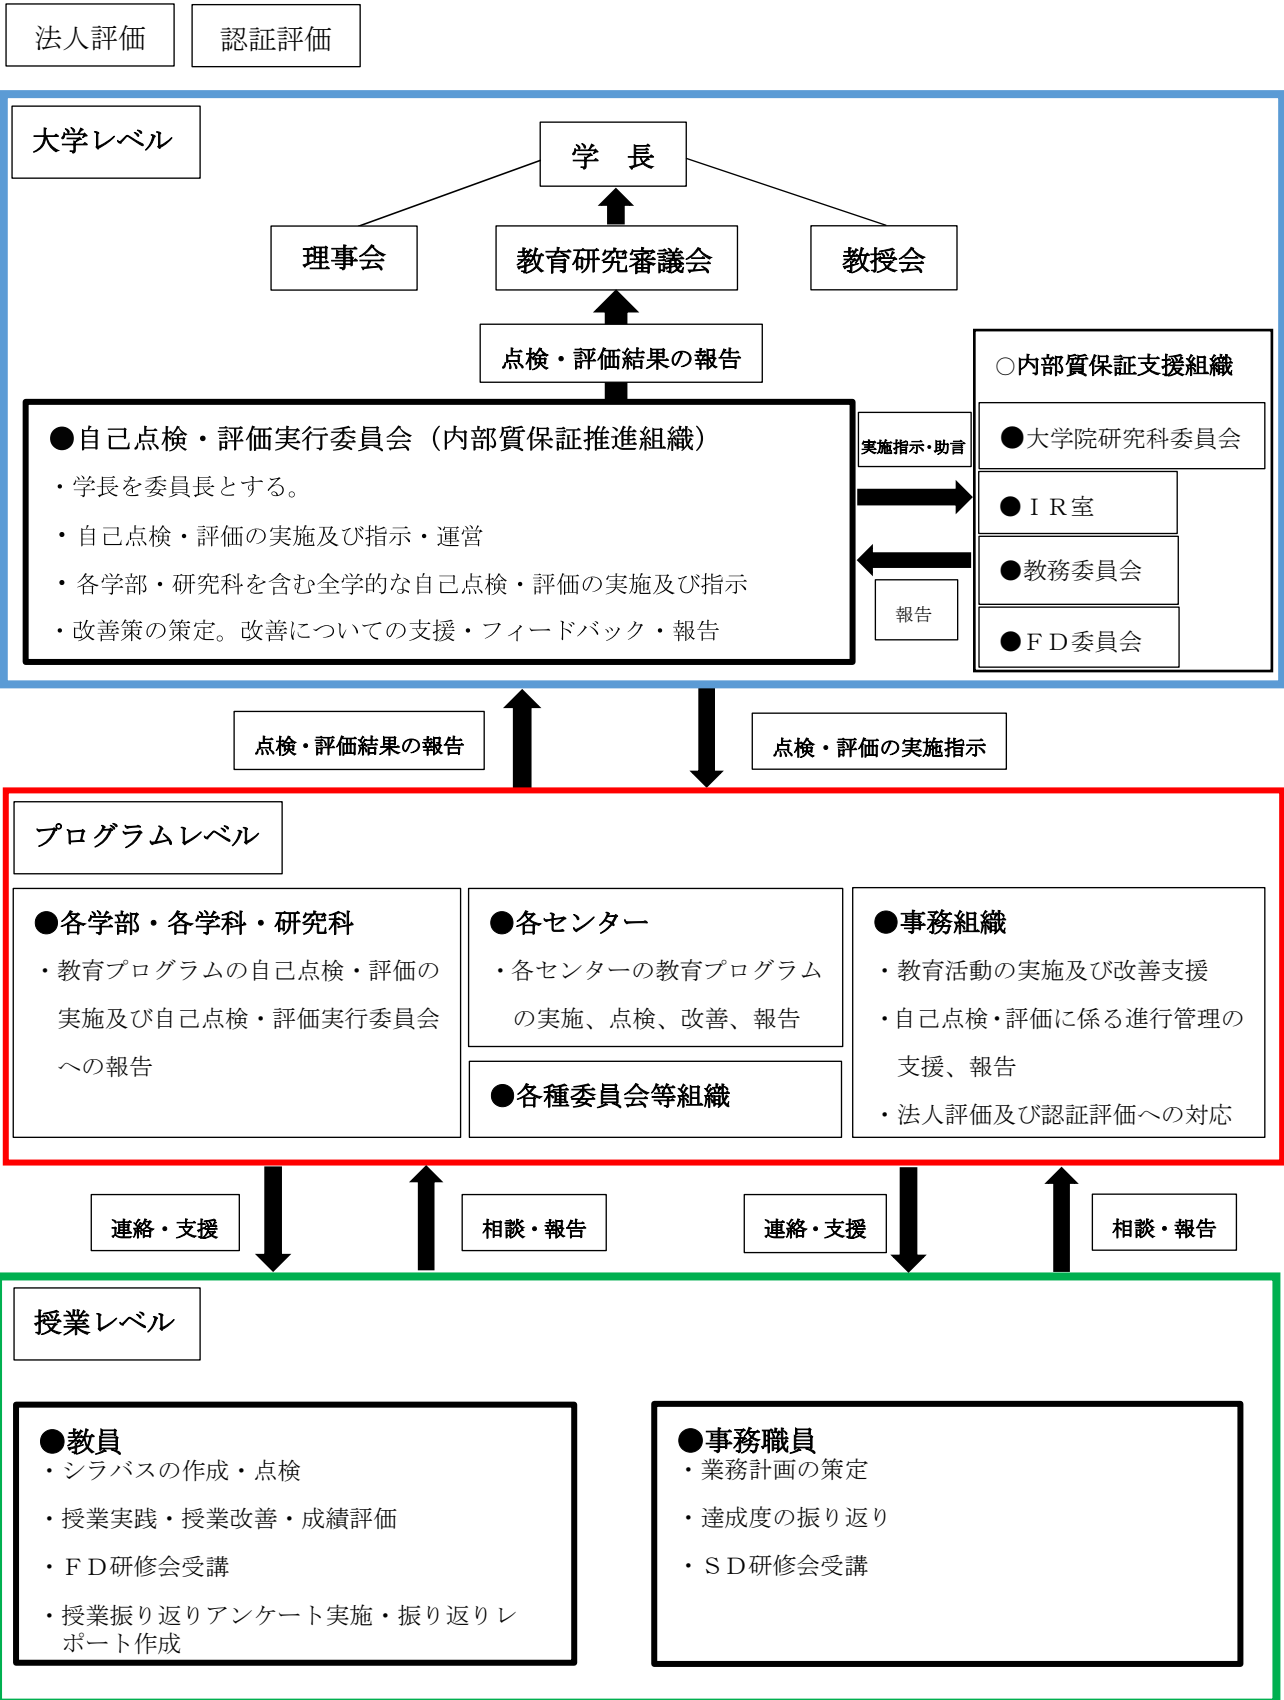 法人評価
認証評価
大学レベル
学　長
理事会
教育研究審議会
教授会
点検・評価結果の報告
●自己点検・評価実行委員会（内部質保証推進組織）
・学長を委員長とする。
・自己点検・評価の実施及び指示・運営
・各学部・研究科を含む全学的な自己点検・評価の実施及び指示
・改善策の策定。改善についての支援・フィードバック・報告
実施指示・助言
報告
○内部質保証支援組織
●大学院研究科委員会
●ＩＲ室
●教務委員会
●ＦＤ委員会
点検・評価結果の報告
点検・評価の実施指示
プログラムレベル
●各学部・各学科・研究科
・教育プログラムの自己点検・評価の
実施及び自己点検・評価実行委員会
への報告
●各センター
・各センターの教育プログラム
の実施、点検、改善、報告
●各種委員会等組織
●事務組織
・教育活動の実施及び改善支援
・自己点検・評価に係る進行管理の
支援、報告
・法人評価及び認証評価への対応
連絡・支援
相談・報告
連絡・支援
相談・報告
授業レベル
●教員
・シラバスの作成・点検
・授業実践・授業改善・成績評価
・ＦＤ研修会受講
・授業振り返りアンケート実施・振り返りレ
ポート作成
●事務職員
・業務計画の策定
・達成度の振り返り
・ＳＤ研修会受講